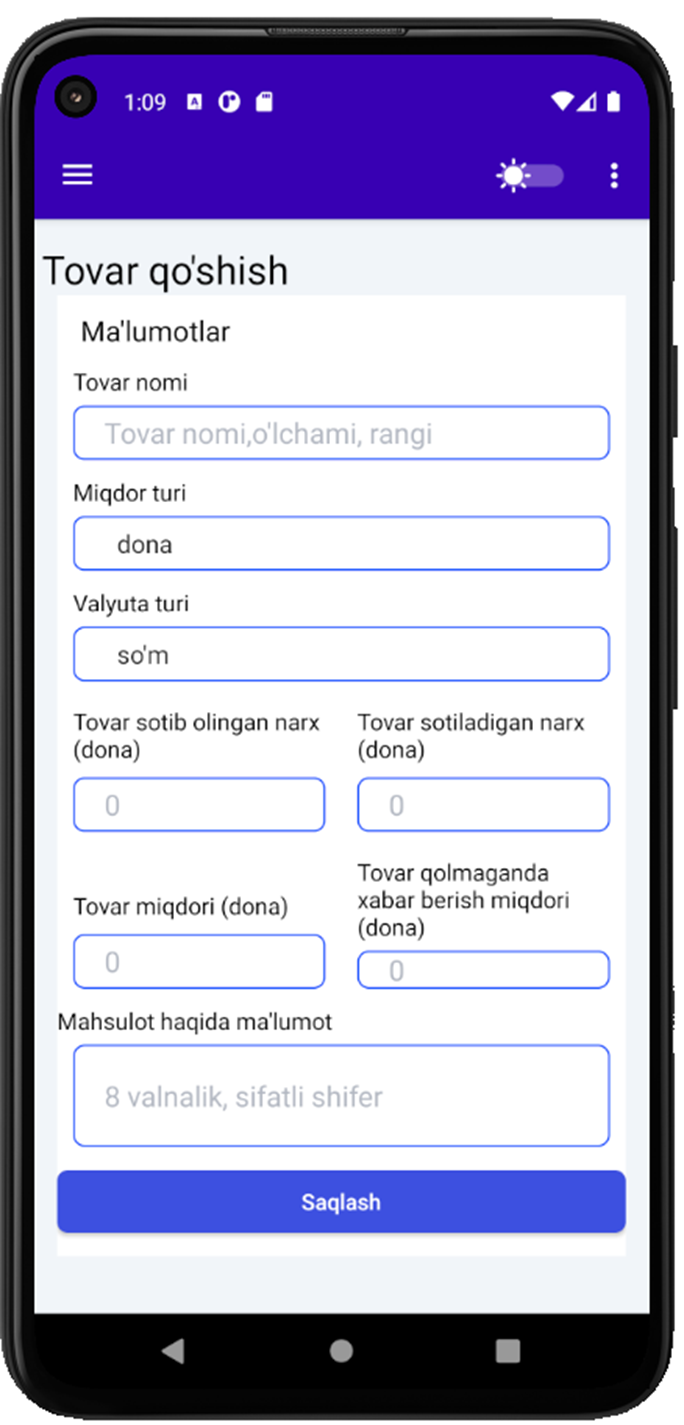 1:09
Tovar qo'shish
Ma'lumotlar
Tovar nomi
Tovar nomi,o'lchami, rangi
Miqdor turi
dona
Valyuta turi
so'm
Tovar sotib olingan narx
(dona)
0
Tovar sotiladigan narx
(dona)
0
Tovar miqdori (dona)
0
Tovar qolmaganda
xabar berish miqdori
(dona)
0
Mahsulot haqida ma'lumot
8 valnalik, sifatli shifer
Saqlash